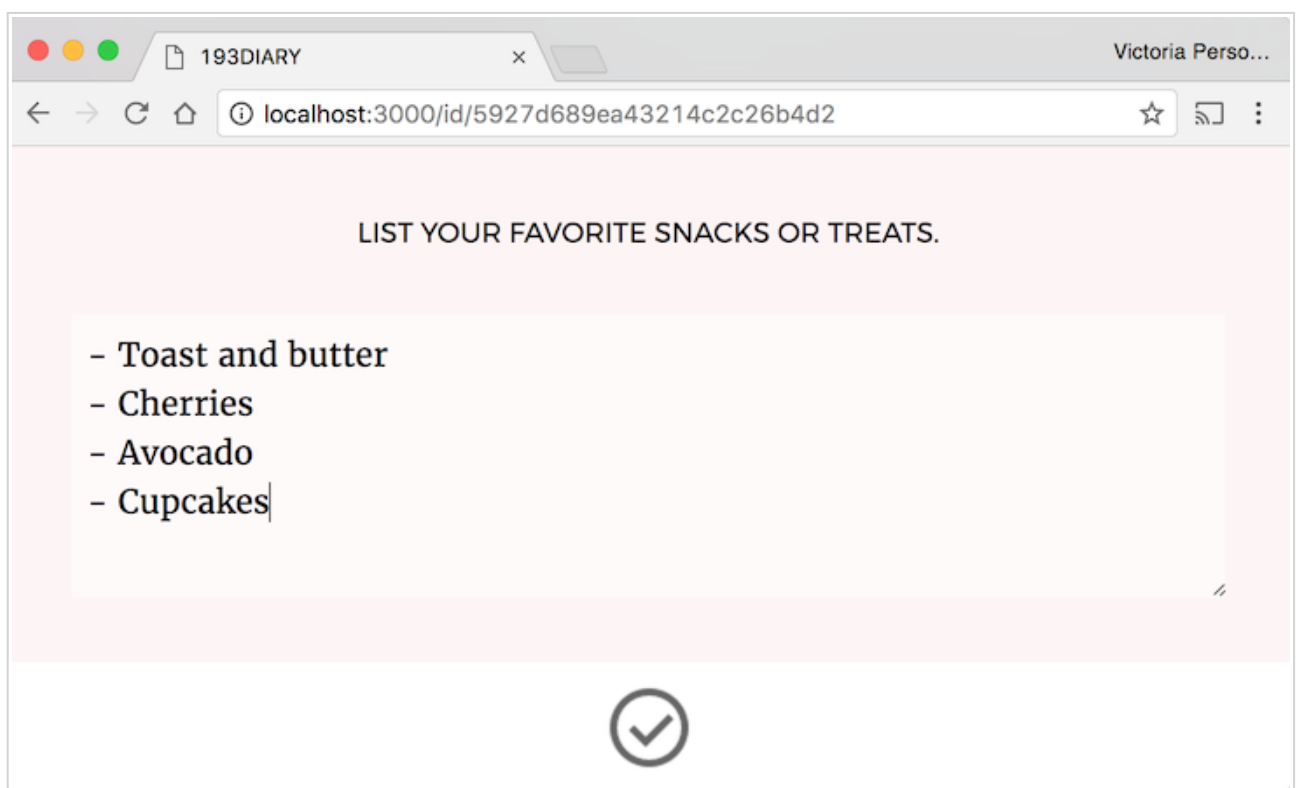 193DIARY
Victoria Perso...
localhost:3000/id/5927d689ea43214c2c26b4d2
LIST YOUR FAVORITE SNACKS OR TREATS.
- Toast and butter
- Cherries
- Avocado
- Cupcakes